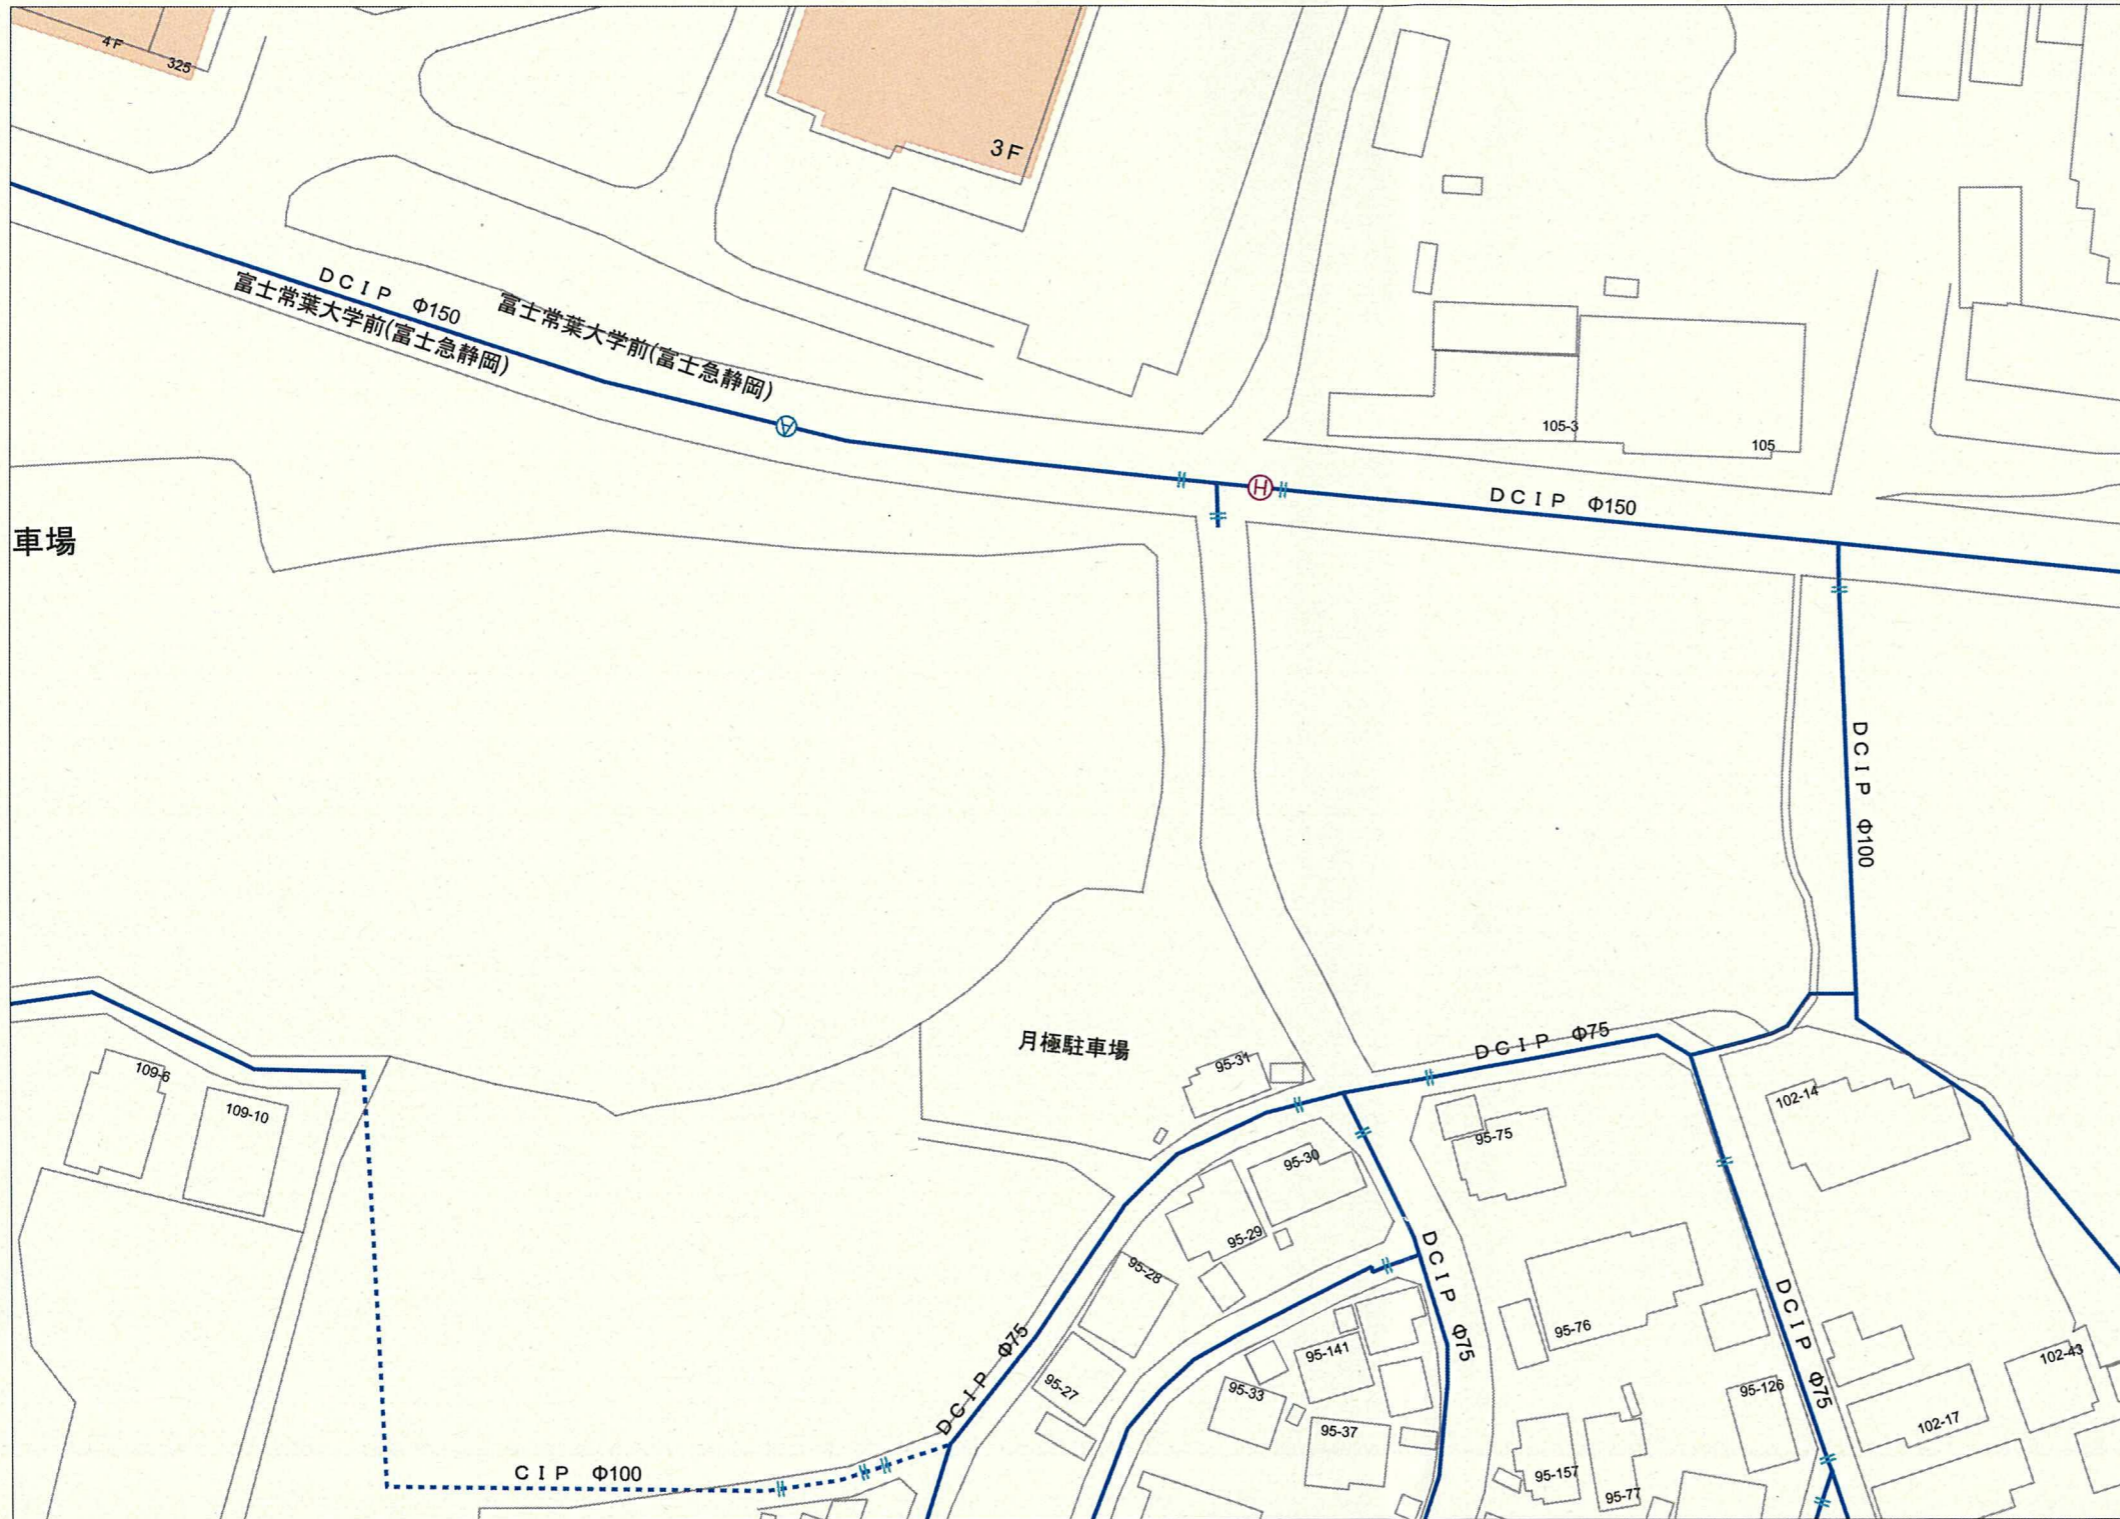 4F
325
3F
DCIP Φ150
富士常葉大学前(富士急静岡)
富士常葉大学前(富士急静岡)
A
105-3
105
H
DCIP Φ150
車場
DCIP Φ100
月極駐車場
DCIP Φ75
95-31
109-6
109-10
102-14
95-75
95-30
95-29
95-28
DCIP Φ75
DCIP Φ75
DCIP Φ75
95-76
95-141
95-27
95-33
95-37
95-126
102-43
102-17
CIP Φ100
95-157
95-77